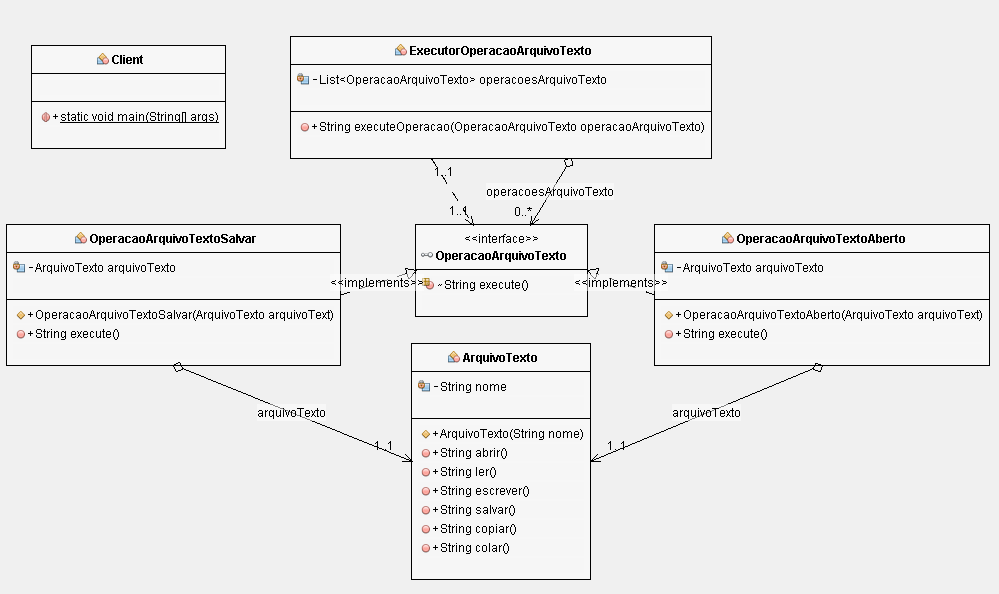 Client
+static void main(String[] args)
ExecutorOperacaoArquivoTexto
-List<OperacaoArquivoTexto> operacoesArquivoTexto
+String executeOperacao(OperacaoArquivoTexto operacaoArquivoTexto)
1..1
operacoesArquivoTexto
1..1
0..*
OperacaoArquivoTextoSalvar
-ArquivoTexto arquivoTexto
+OperacaoArquivoTextoSalvar(ArquivoTexto arquivoText)
+String execute()
<<implements>>
<<interface>>
OperacaoArquivoTexto
~String execute()
<<implements>>
OperacaoArquivoTextoAberto
-ArquivoTexto arquivoTexto
+OperacaoArquivoTextoAberto(ArquivoTexto arquivoText)
+String execute()
arquivoTexto
1..1
ArquivoTexto
-String nome
+ArquivoTexto(String nome)
+String abrir()
+String ler()
+String escrever()
+String salvar()
+String copiar()
+String colar()
arquivoTexto
1..1